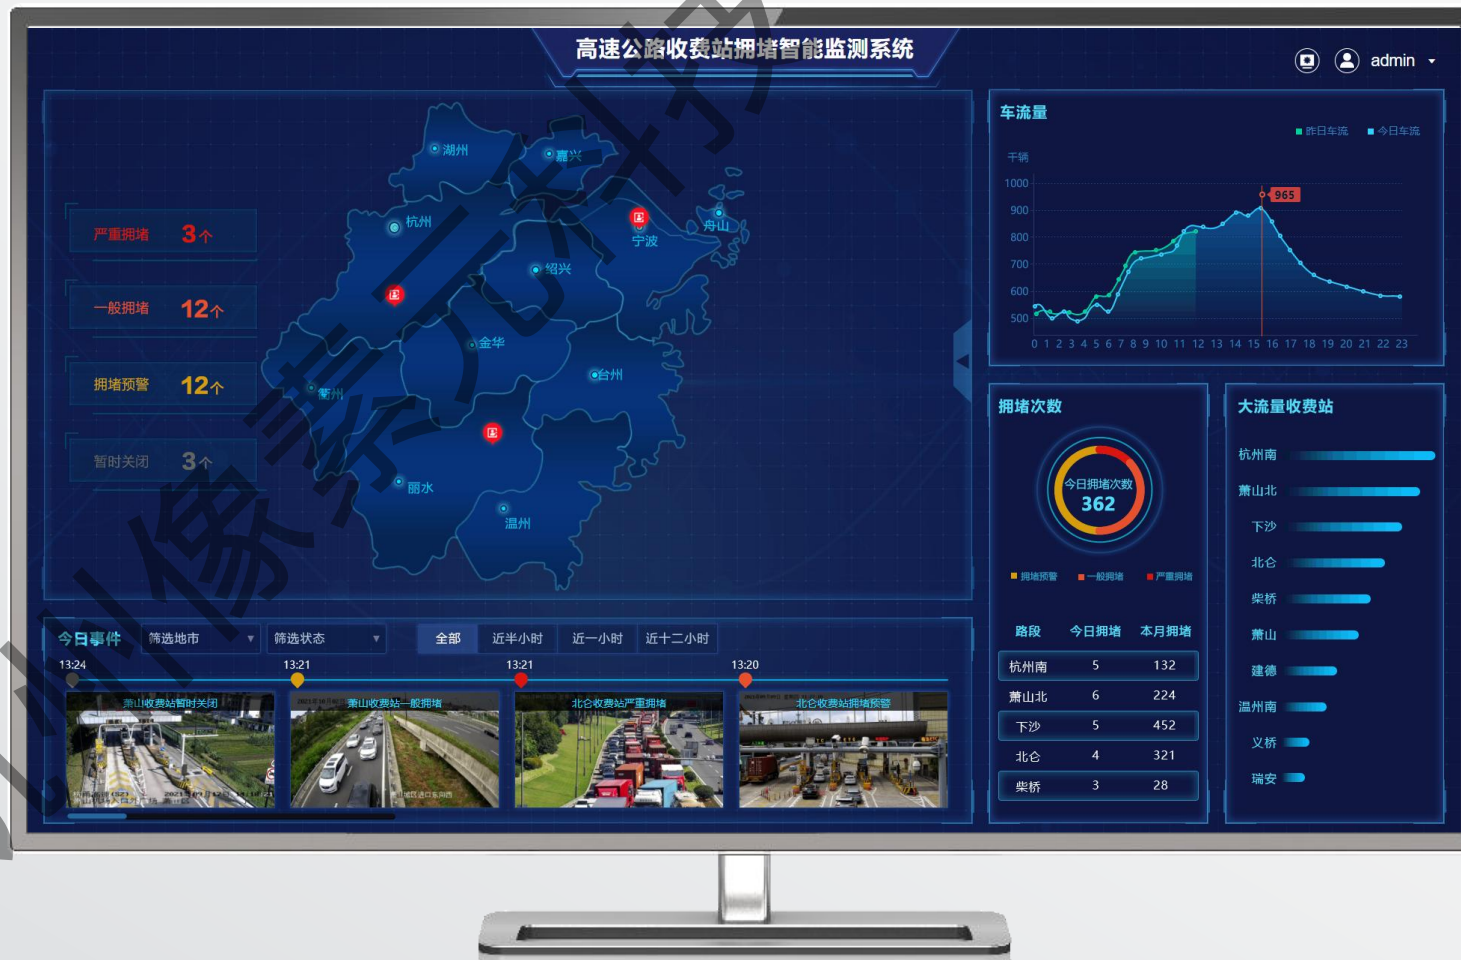 高速公路收费站拥堵智能监测系统
admin
严重拥堵 3个
一般拥堵 12个
拥堵预警 12个
暂时关闭 3个
湖州
嘉兴
杭州
舟山
宁波
绍兴
金华
台州
衢州
丽水
温州
车流量
昨日车流 今日车流
千辆
1000
900
800
700
600
500
965
0 1 2 3 4 5 6 7 8 9 10 11 12 13 14 15 16 17 18 19 20 21 22 23
拥堵次数
今日拥堵次数
362
拥堵预警 一般拥堵 严重拥堵
路段 今日拥堵 本月拥堵
杭州南 5 132
萧山北 6 224
下沙 5 452
北仑 4 321
柴桥 3 28
大流量收费站
杭州南
萧山北
下沙
北仑
柴桥
萧山
建德
温州南
义桥
瑞安
今日事件 筛选地市 筛选状态 全部 近半小时 近一小时 近十二小时
13:24 13:21 13:21 13:20
萧山收费站暂时关闭
萧山收费站一般拥堵
北仑收费站严重拥堵
北仑收费站拥堵预警
州像素元科技